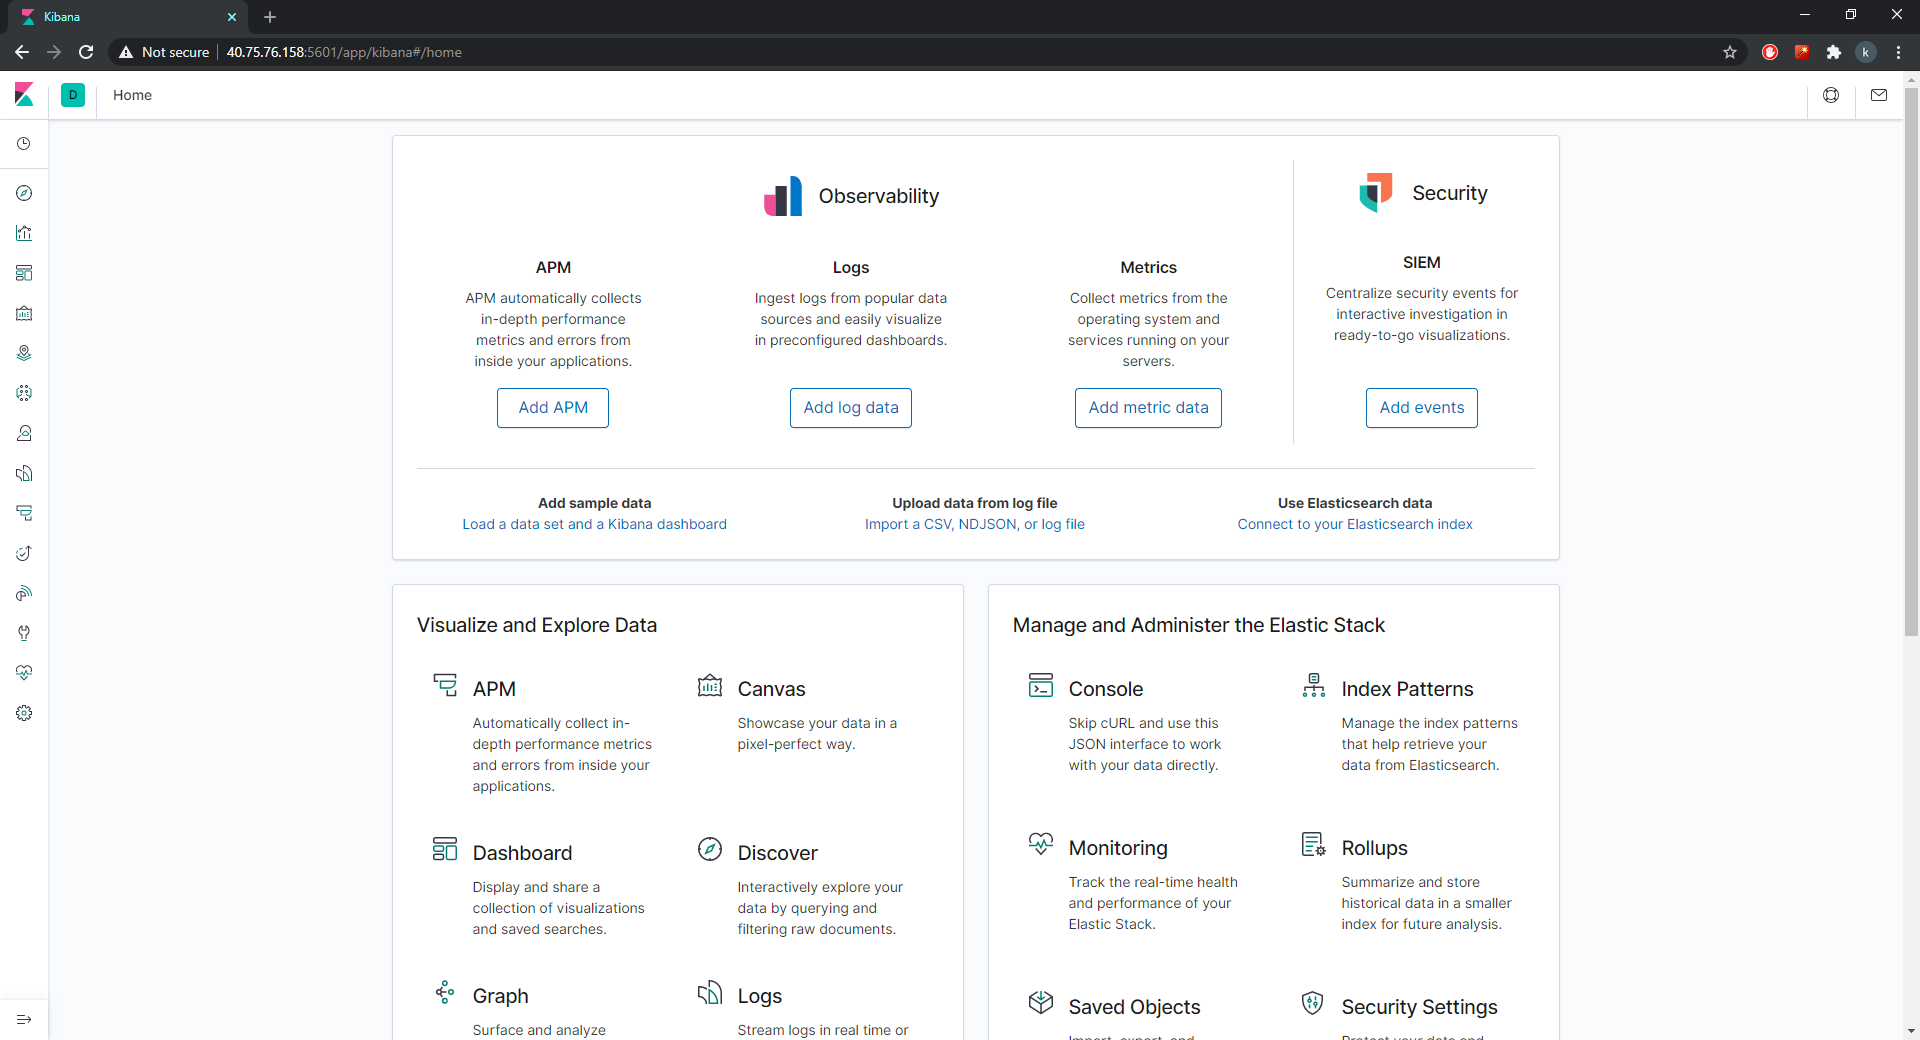 Kibana
Not secure
40.75.76.158:5601/app/kibana#/home
k
D
Home
Observability
Security
APM
APM automatically collects
in-depth performance
metrics and errors from
inside your applications.
Add APM
Logs
Ingest logs from popular data
sources and easily visualize
in preconfigured dashboards.
Add log data
Metrics
Collect metrics from the
operating system and
services running on your
servers.
Add metric data
SIEM
Centralize security events for
interactive investigation in
ready-to-go visualizations.
Add events
Add sample data
Load a data set and a Kibana dashboard
Upload data from log file
Import a CSV, NDJSON, or log file
Use Elasticsearch data
Connect to your Elasticsearch index
Visualize and Explore Data
APM
Automatically collect in-
depth performance metrics
and errors from inside your
applications.
Canvas
Showcase your data in a
pixel-perfect way.
Dashboard
Display and share a
collection of visualizations
and saved searches.
Discover
Interactively explore your
data by querying and
filtering raw documents.
Graph
Surface and analyze
Logs
Stream logs in real time or
Manage and Administer the Elastic Stack
Console
Skip cURL and use this
JSON interface to work
with your data directly.
Index Patterns
Manage the index patterns
that help retrieve your
data from Elasticsearch.
Monitoring
Track the real-time health
and performance of your
Elastic Stack.
Rollups
Summarize and store
historical data in a smaller
index for future analysis.
Saved Objects
Import, export, and
Security Settings
Protect your data and